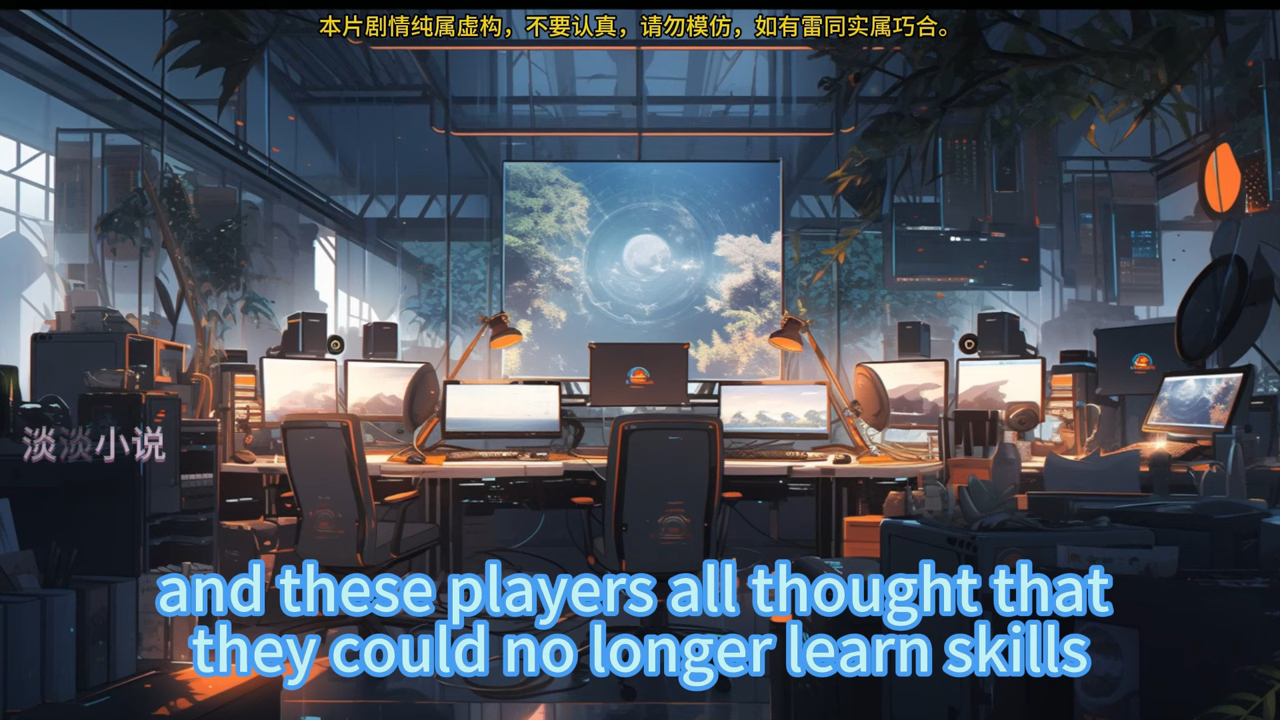 本片剧情纯属虚构，不要认真，请勿模仿，如有雷同实属巧合。
淡淡小说
and these players all thought that
they could no longer learn skills